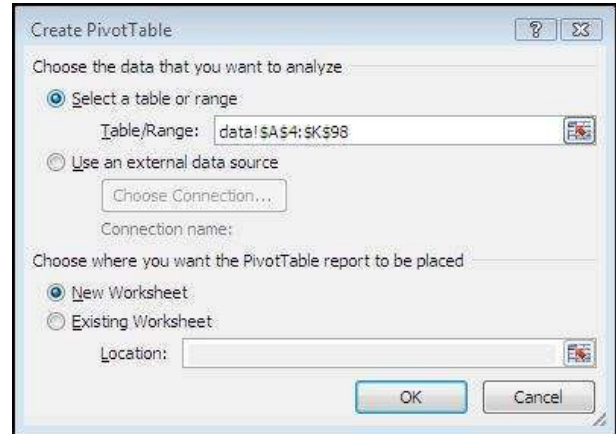 Create PivotTable
Choose the data that you want to analyze
Select a table or range
Table/Range: data!$A$4:$K$98
Use an external data source
Choose Connection...
Connection name:
Choose where you want the PivotTable report to be placed
New Worksheet
Existing Worksheet
Location:
OK Cancel